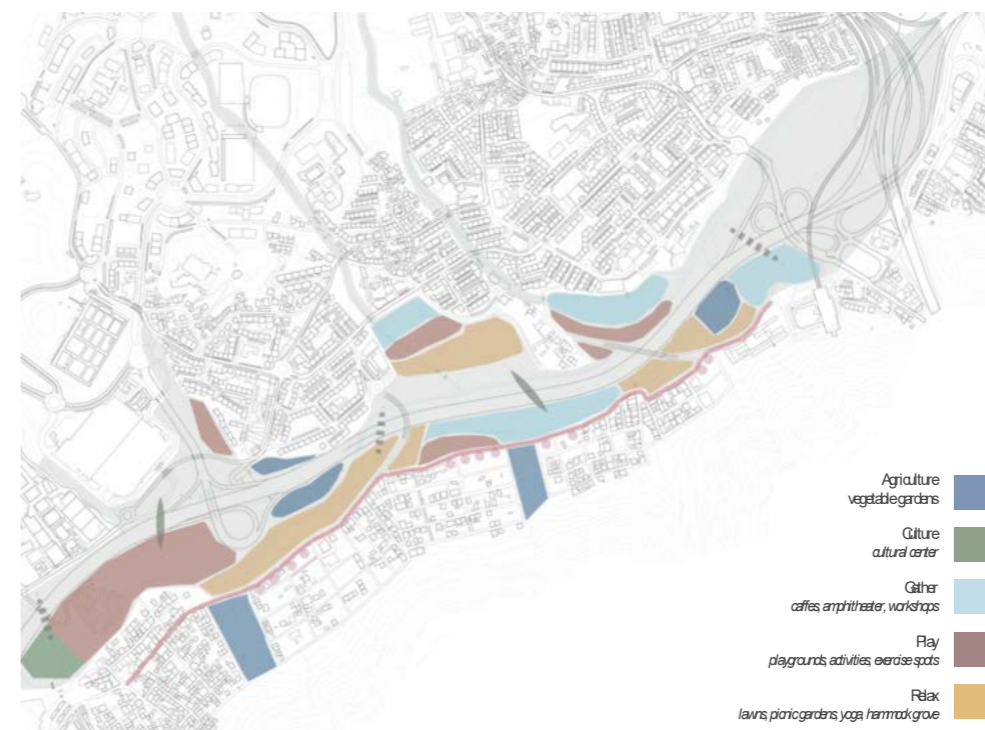 Agriculture
vegetable gardens
Culture
cultural center
Gather
caffes, amphitheater, workshops
Play
playgrounds, activities, exercise spots
Relax
lawns, picnic gardens, yoga, hammock grove